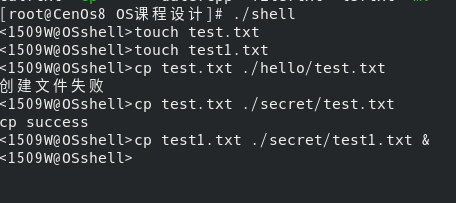 [root@CenOs8 OS课程设计]# ./shell
<1509W@OSshell>touch test.txt
<1509W@OSshell>touch test1.txt
<1509W@OSshell>cp test.txt ./hello/test.txt
创建文件失败
<1509W@OSshell>cp test.txt ./secret/test.txt
cp success
<1509W@OSshell>cp test1.txt ./secret/test1.txt &
<1509W@OSshell>